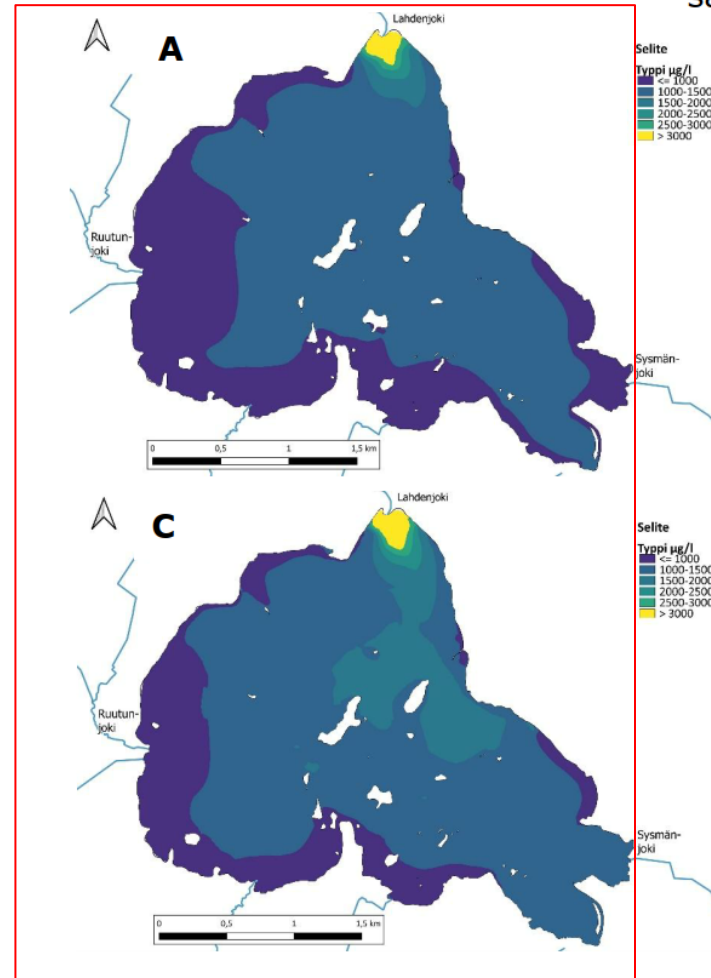 Lahdenjoki
A
Selite
Typpi µg/l
<= 1000
1000-1500
1500-2000
2000-2500
2500-3000
> 3000
Ruutun-
joki
Sysmän-
joki
0 0,5 1 1,5 km
Lahdenjoki
C
Selite
Typpi µg/l
<= 1000
1000-1500
1500-2000
2000-2500
2500-3000
> 3000
Ruutun-
joki
Sysmän-
joki
0 0,5 1 1,5 km